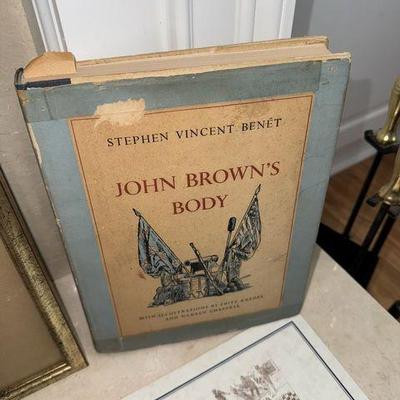 STEPHEN VINCENT BENÉT
JOHN BROWN'S
BODY
WITH ILLUSTRATIONS BY FRITZ KREDEL
AND WARREN CHAPPELL